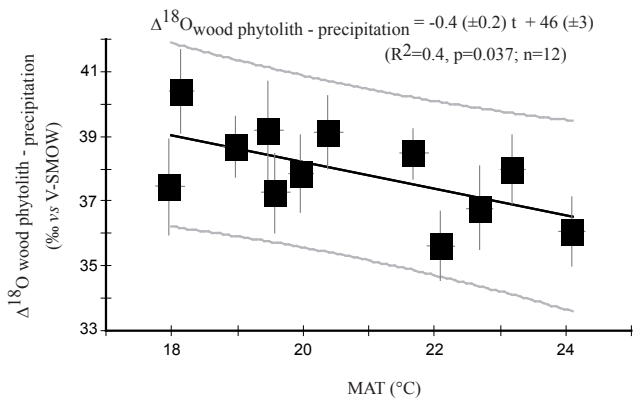 Δ18Owood phytolith - precipitation = -0.4 (±0.2) t + 46 (±3)
(R2=0.4, p=0.037; n=12)
Δ18O wood phytolith - precipitation
(‰ vs V-SMOW)
41
39
37
35
33
18 20 22 24
MAT (°C)